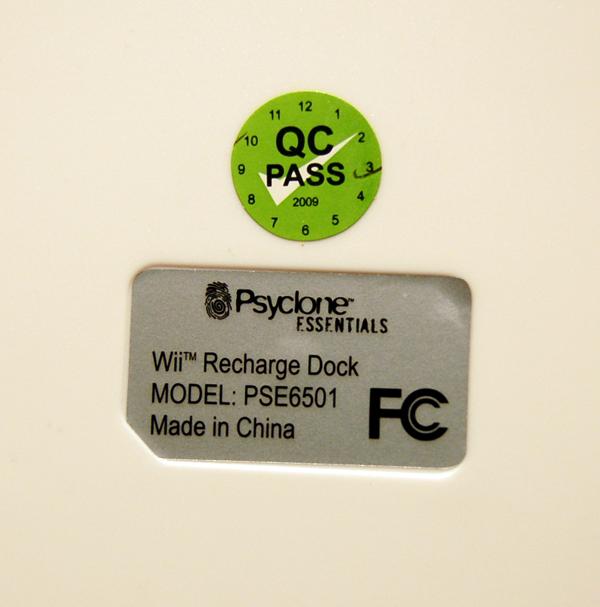 11 12 1
10 QC 2
9 PASS 3
8 2009 4
7 6 5
Psyclone™
ESSENTIALS
Wii™ Recharge Dock
MODEL: PSE6501
Made in China
FC